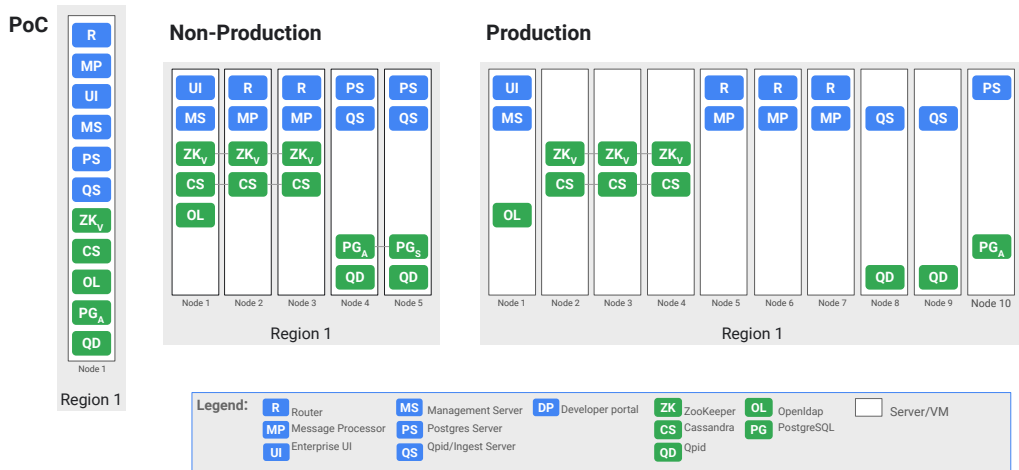 PoC
R
MP
UI
MS
PS
QS
ZKV
CS
OL
PGA
QD
Node 1
Region 1
Non-Production
UI R R PS PS
MS MP MP QS QS
ZKV ZKV ZKV
CS CS CS
OL
PGA PGS
QD QD
Node 1 Node 2 Node 3 Node 4 Node 5
Region 1
Production
UI R R R PS
MS MP MP MP QS QS
ZKV ZKV ZKV
CS CS CS
OL
PGA
QD QD
Node 1 Node 2 Node 3 Node 4 Node 5 Node 6 Node 7 Node 8 Node 9 Node 10
Region 1
Legend:
R Router MS Management Server DP Developer portal ZK ZooKeeper OL Openldap Server/VM
MP Message Processor PS Postgres Server CS Cassandra PG PostgreSQL
UI Enterprise UI QS Qpid/Ingest Server QD Qpid